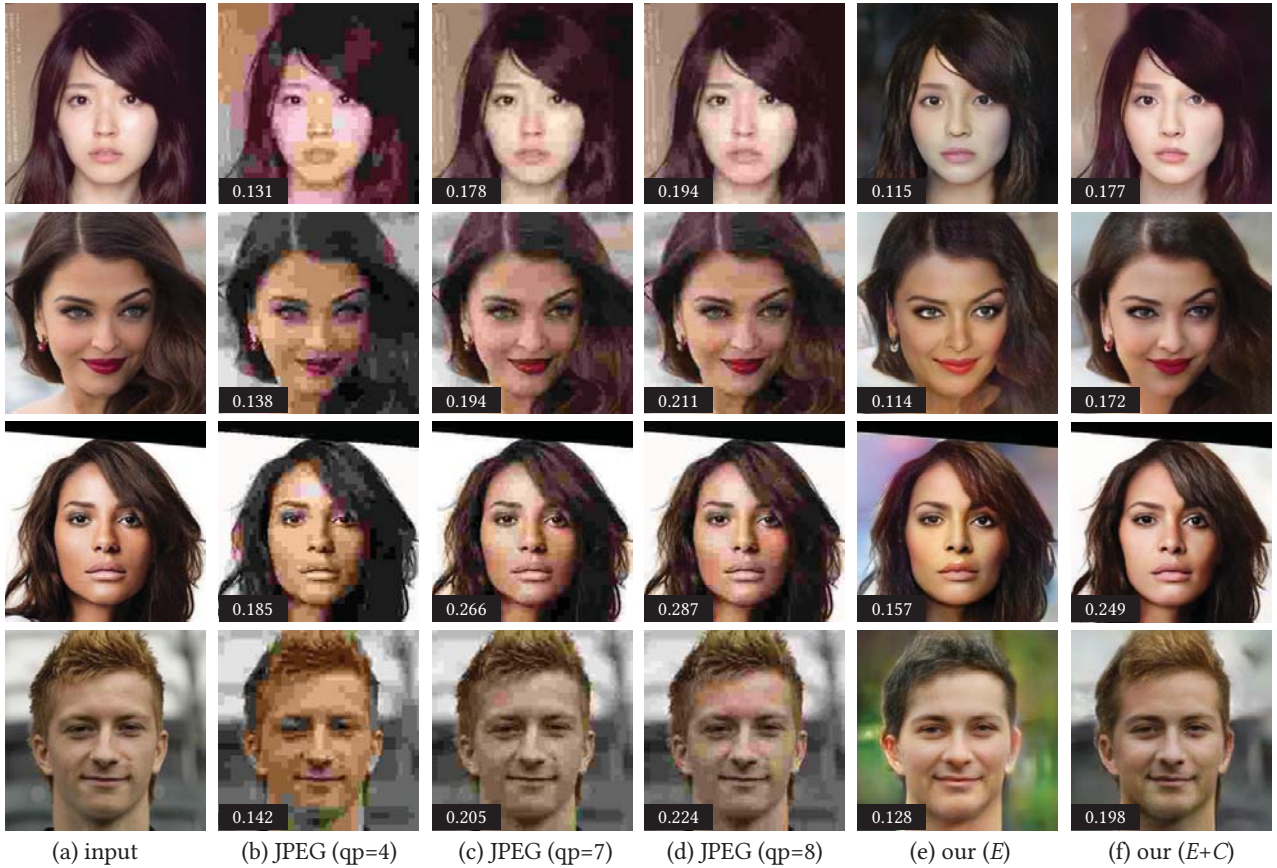 0.131 0.178 0.194 0.115 0.177
0.138 0.194 0.211 0.114 0.172
0.185 0.266 0.287 0.157 0.249
0.142 0.205 0.224 0.128 0.198
(a) input (b) JPEG (qp=4) (c) JPEG (qp=7) (d) JPEG (qp=8) (e) our (E) (f) our (E+C)